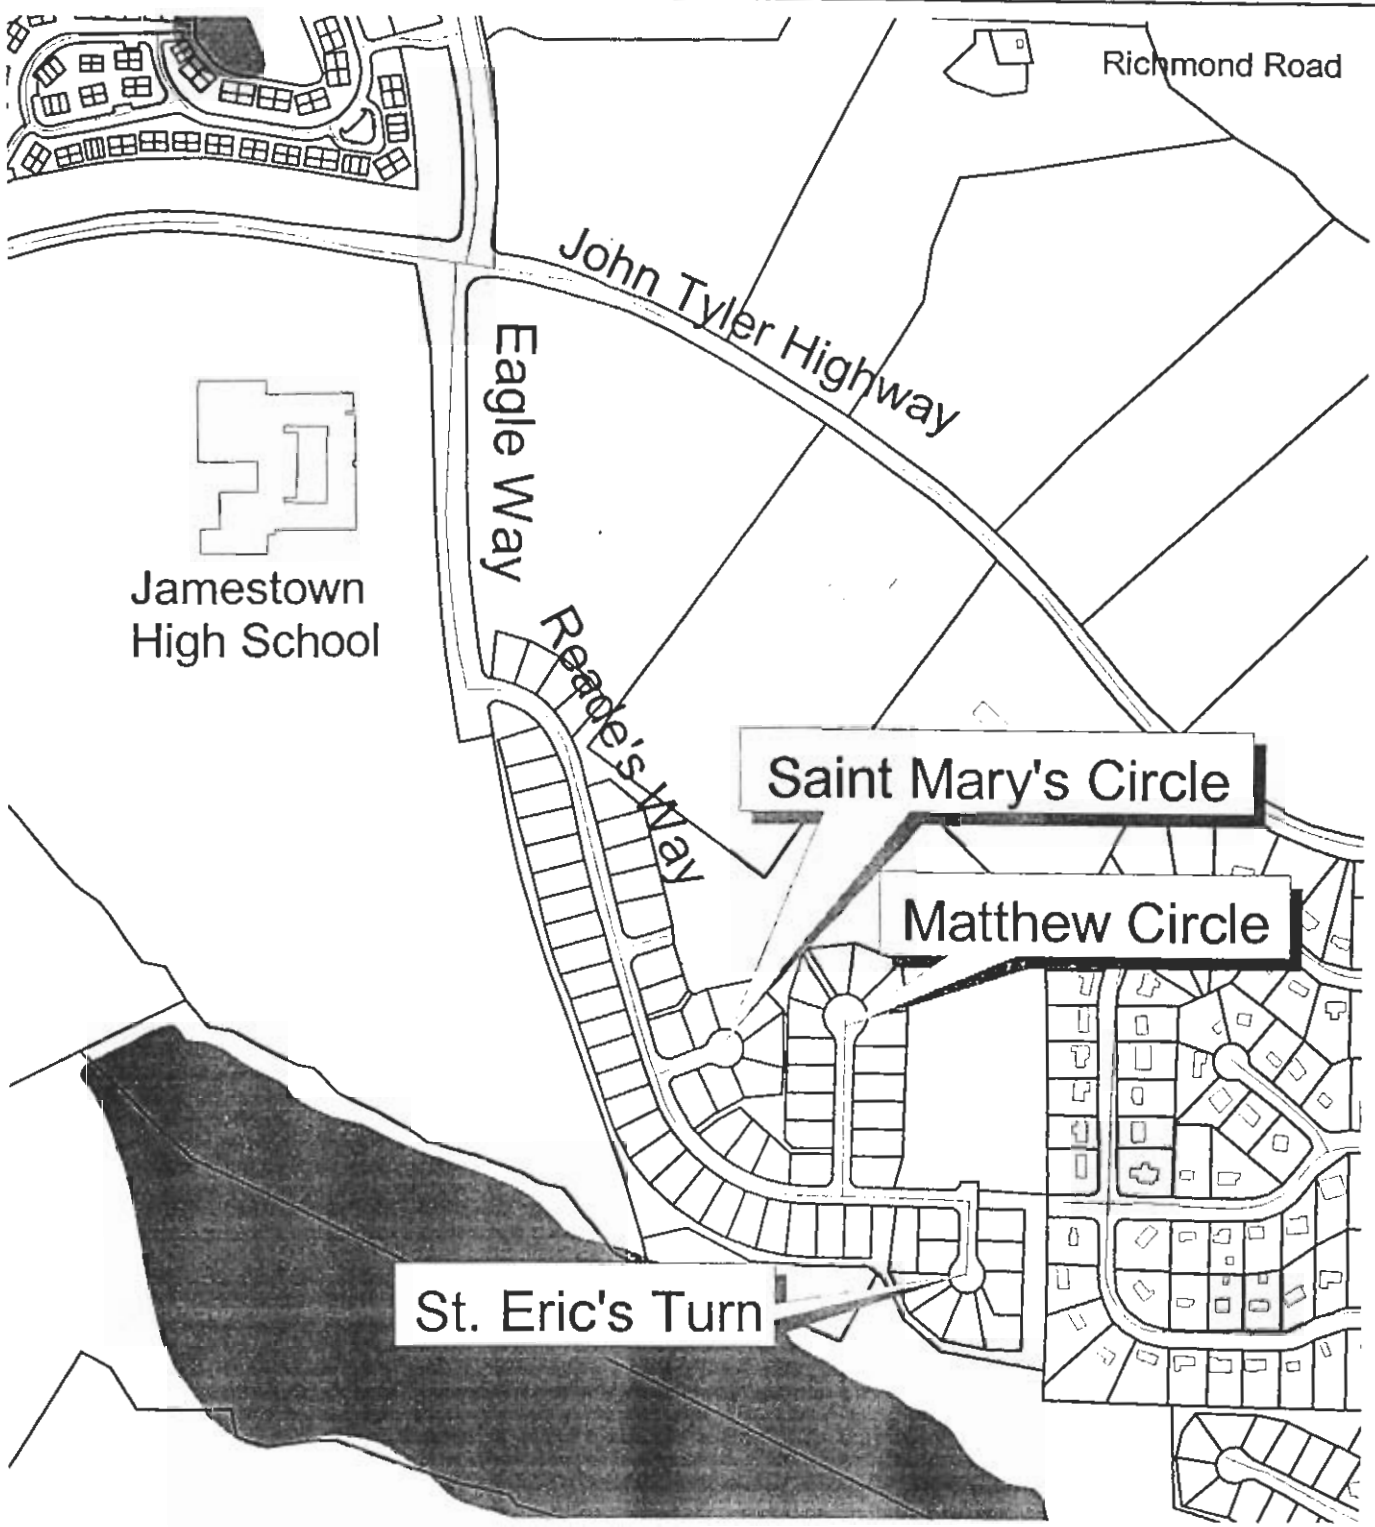 Richmond Road
John Tyler Highway
Eagle Way
Jamestown
High School
Reade's Way
Saint Mary's Circle
Matthew Circle
St. Eric's Turn